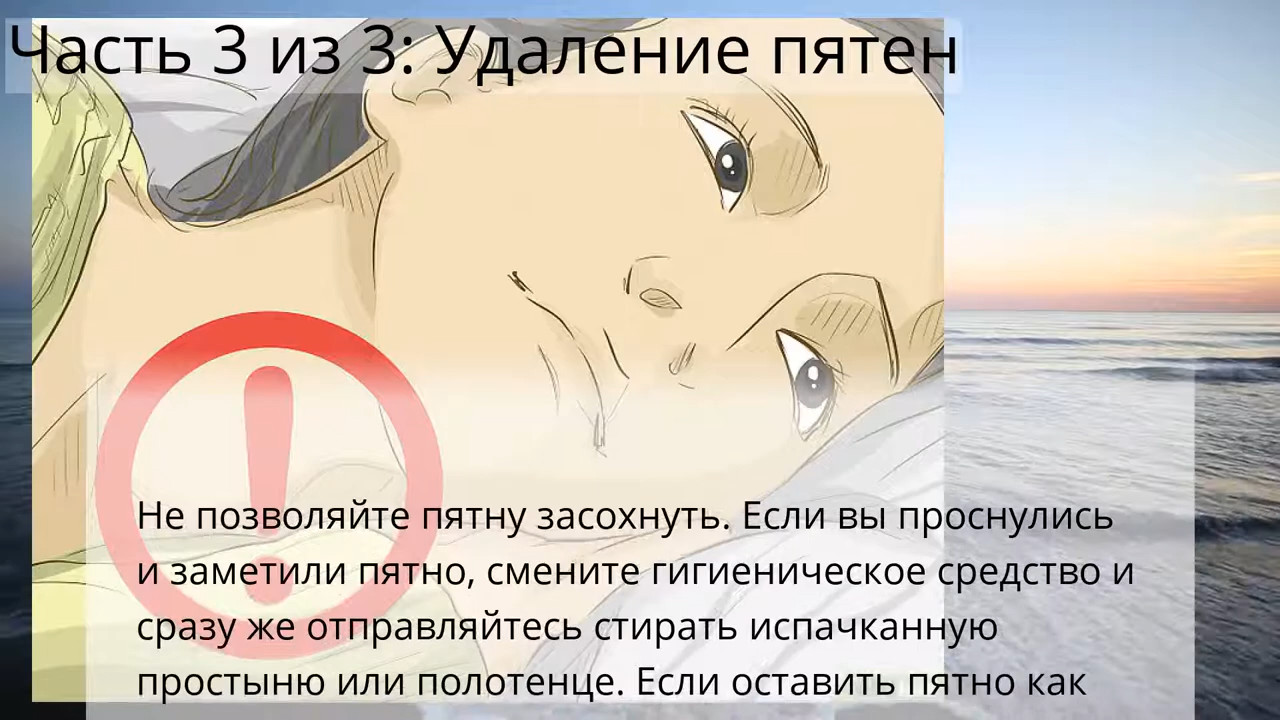 Часть 3 из 3: Удаление пятен
Не позволяйте пятну засохнуть. Если вы проснулись
и заметили пятно, смените гигиеническое средство и
сразу же отправляйтесь стирать испачканную
простыню или полотенце. Если оставить пятно как